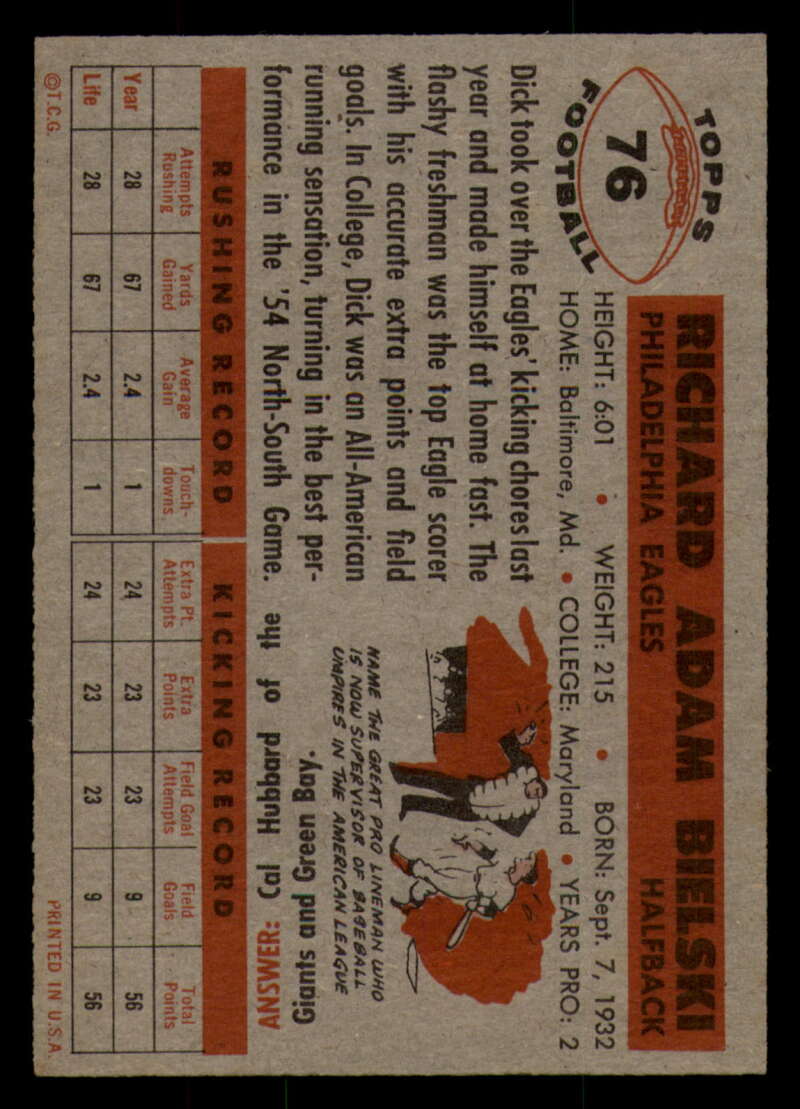 TOPPS
76
FOOTBALL
RICHARD ADAM BIELSKI
PHILADELPHIA EAGLES HALFBACK
HEIGHT: 6:01 • WEIGHT: 215 • BORN: Sept. 7, 1932
HOME: Baltimore, Md. • COLLEGE: Maryland • YEARS PRO: 2
Dick took over the Eagles' kicking chores last
year and made himself at home fast. The
flashy freshman was the top Eagle scorer
with his accurate extra points and field
goals. In College, Dick was an All-American
running sensation, turning in the best per-
formance in the '54 North-South Game.
NAME THE GREAT PRO LINEMAN WHO
IS NOW SUPERVISOR OF BASEBALL
UMPIRES IN THE AMERICAN LEAGUE
ANSWER: Cal Hubbard of the
Giants and Green Bay.
RUSHING RECORD KICKING RECORD
Attempts Rushing Yards Gained Average Gain Touch-downs Extra Pt. Attempts Extra Points Field Goal Attempts Field Goals Total Points
Year 28 67 2.4 1 24 23 23 9 56
Life 28 67 2.4 1 24 23 23 9 56
©T.C.G. PRINTED IN U.S.A.